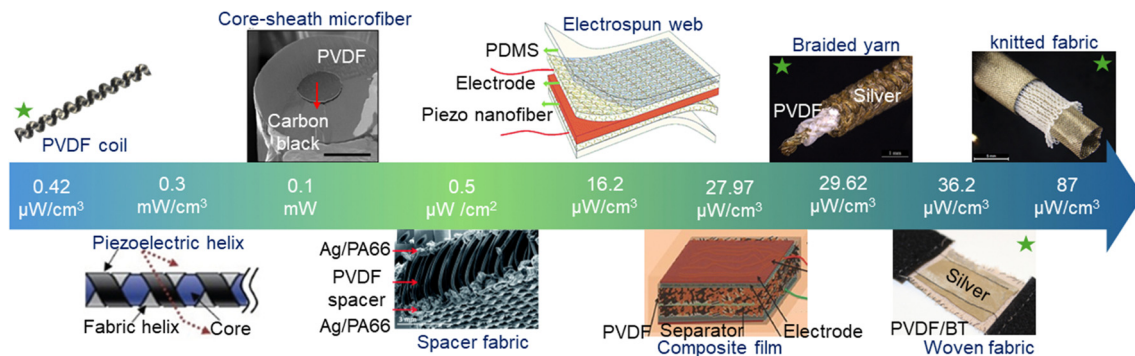 Core-sheath microfiber
PVDF
Carbon
black
PVDF coil
Electrospun web
PDMS
Electrode
Piezo nanofiber
Braided yarn
PVDF
Silver
knitted fabric
0.42
µW/cm³
0.3
mW/cm³
0.1
mW
0.5
µW /cm²
16.2
µW/cm³
27.97
µW/cm³
29.62
µW/cm³
36.2
µW/cm³
87
µW/cm³
Piezoelectric helix
Fabric helix
Core
Ag/PA66
PVDF
spacer
Ag/PA66
Spacer fabric
PVDF
Separator
Electrode
Composite film
Silver
PVDF/BT
Woven fabric